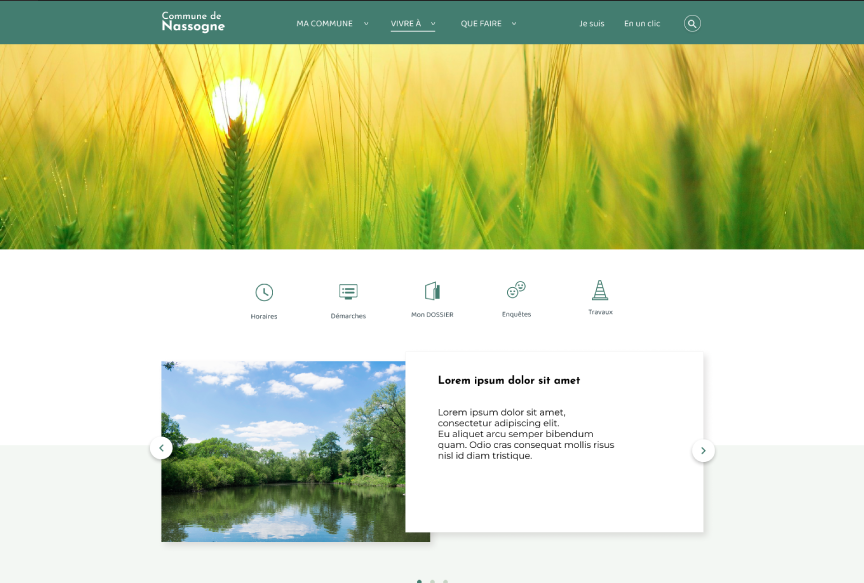 Commune de
Nassogne
MA COMMUNE
VIVRE À
QUE FAIRE
Je suis
En un clic
Horaires
Démarches
Mon DOSSIER
Enquêtes
Travaux
Lorem ipsum dolor sit amet
Lorem ipsum dolor sit amet,
consectetur adipiscing elit.
Eu aliquet arcu semper bibendum
quam. Odio cras consequat mollis risus
nisl id diam tristique.